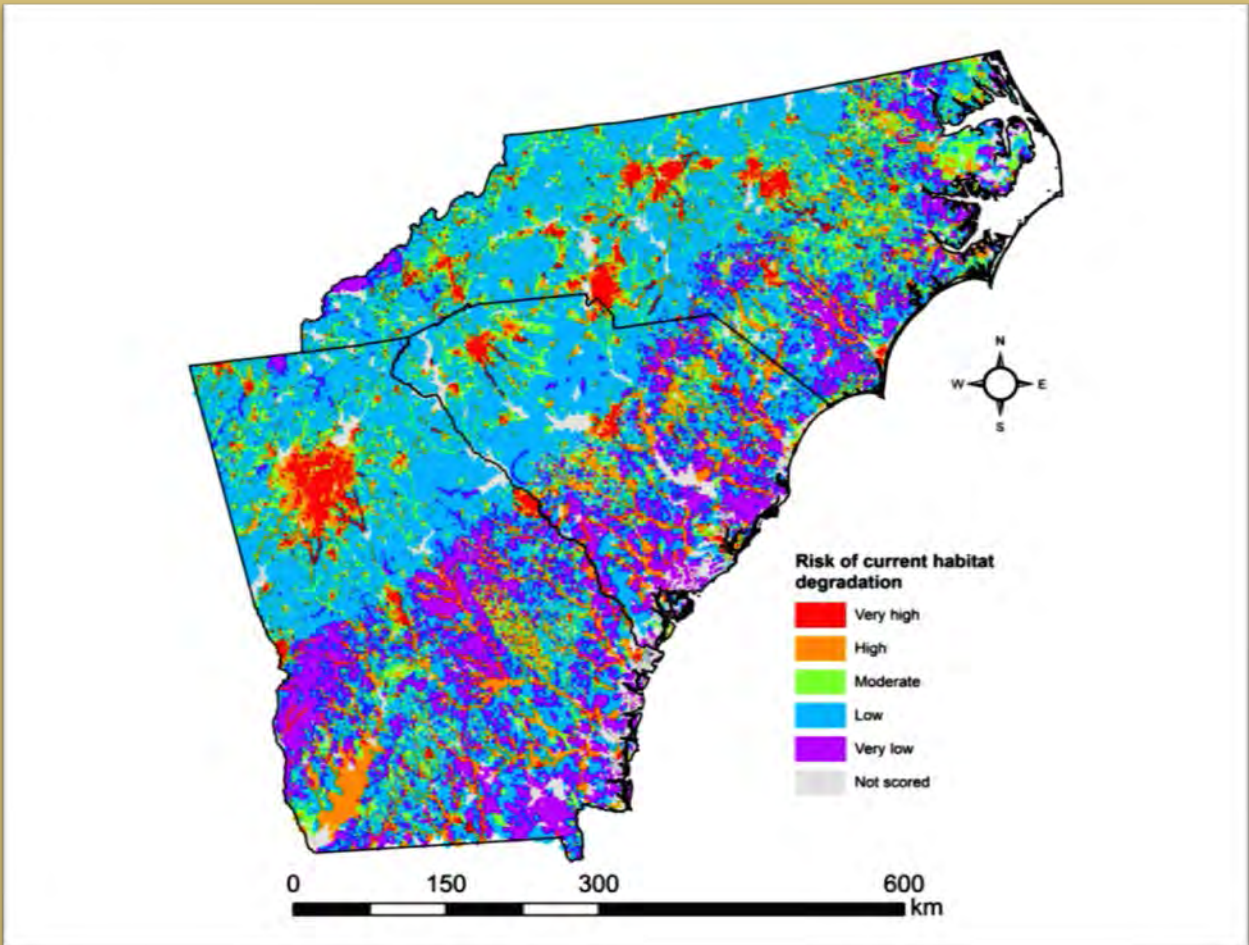 N
W E
S
Risk of current habitat
degradation
Very high
High
Moderate
Low
Very low
Not scored
0 150 300 600
km